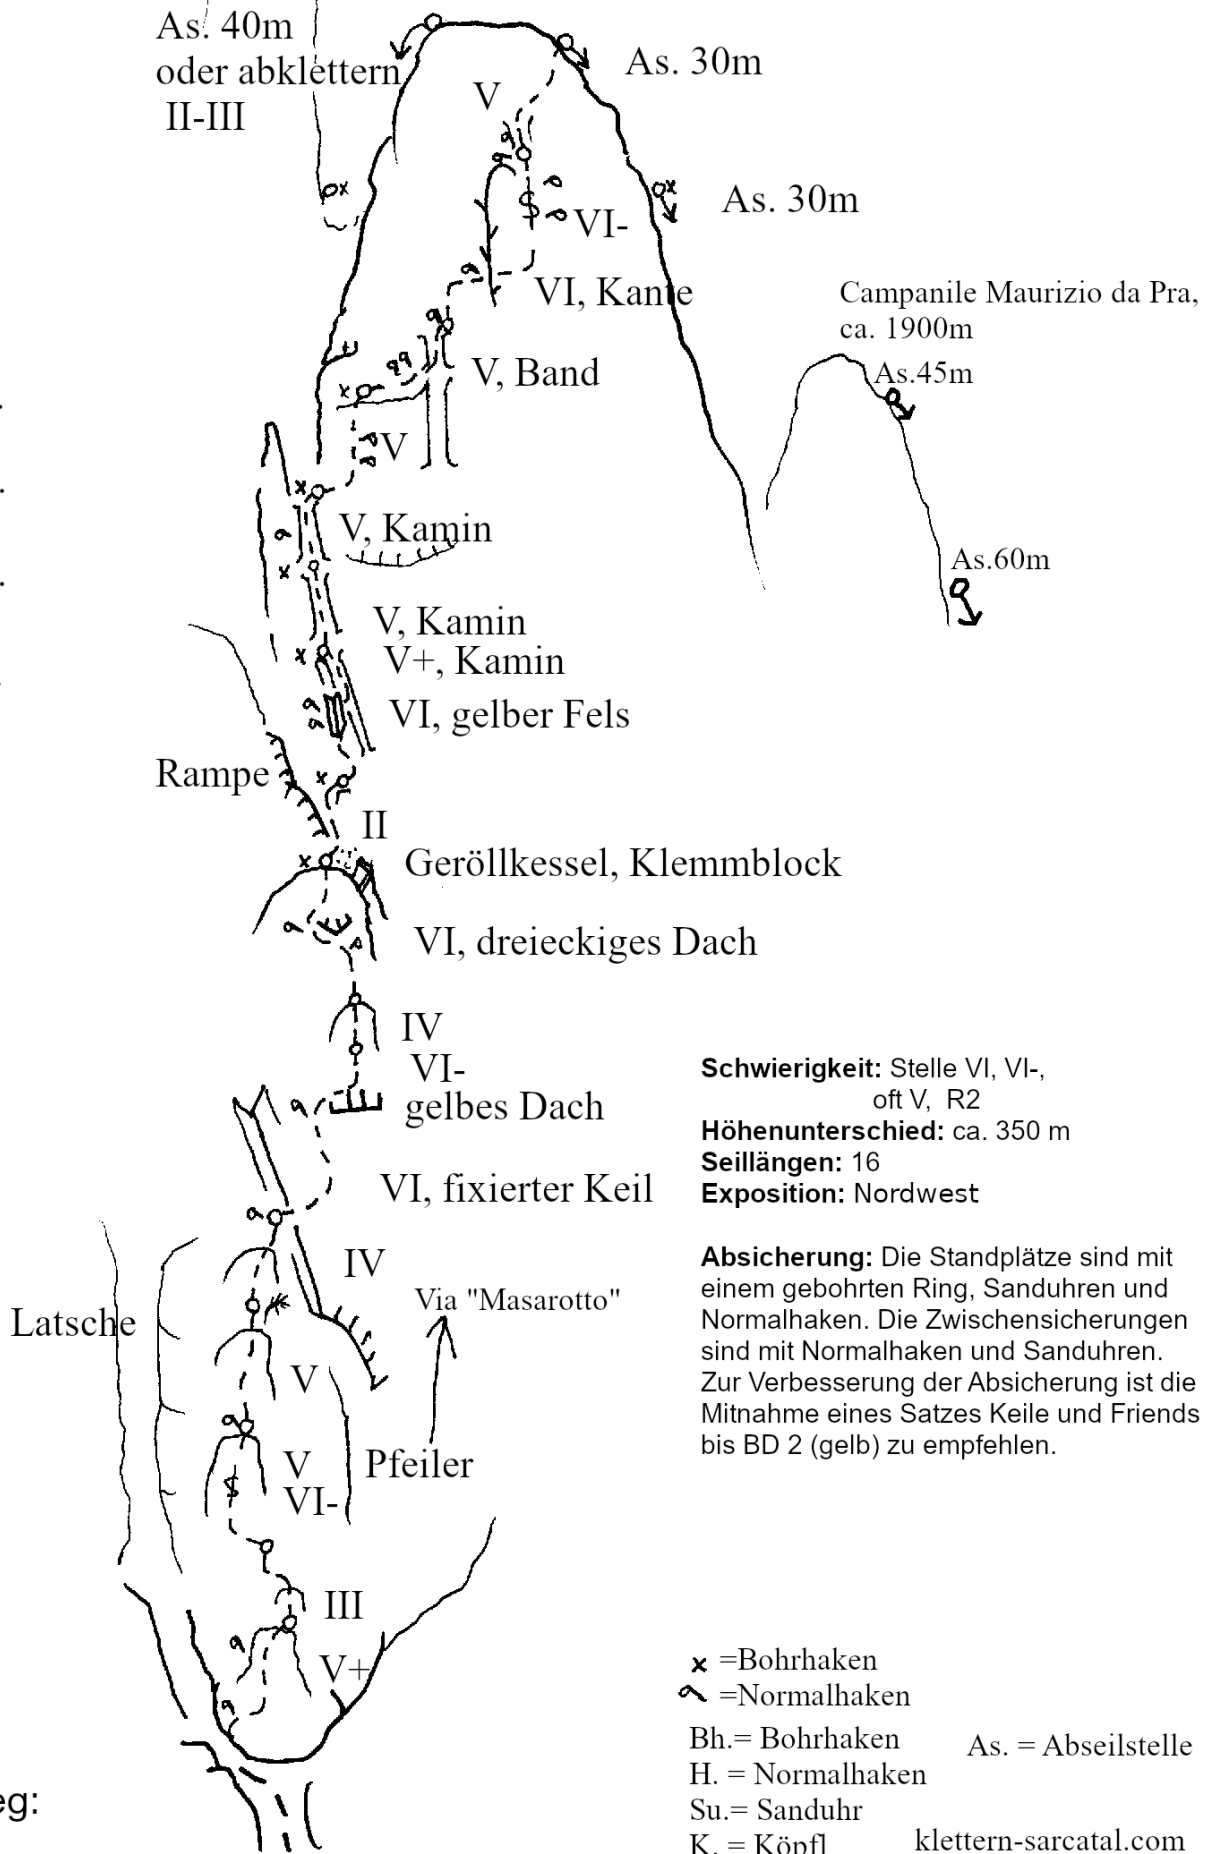 As. 40m
oder abklettern
II-III
As. 30m
V
As. 30m
VI-
VI, Kante
Campanile Maurizio da Pra,
ca. 1900m
As.45m
V, Band
V
V, Kamin
As.60m
V, Kamin
V+, Kamin
VI, gelber Fels
Rampe
II
Geröllkessel, Klemmblock
VI, dreieckiges Dach
IV
VI-
gelbes Dach
VI, fixierter Keil
IV
Via "Masarotto"
Latsche
V
Pfeiler
V
VI-
III
V+
Schwierigkeit: Stelle VI, VI-,
oft V, R2
Höhenunterschied: ca. 350 m
Seillängen: 16
Exposition: Nordwest
Absicherung: Die Standplätze sind mit
einem gebohrten Ring, Sanduhren und
Normalhaken. Die Zwischensicherungen
sind mit Normalhaken und Sanduhren.
Zur Verbesserung der Absicherung ist die
Mitnahme eines Satzes Keile und Friends
bis BD 2 (gelb) zu empfehlen.
x =Bohrhaken
=Normalhaken
Bh.= Bohrhaken
As. = Abseilstelle
H. = Normalhaken
Su.= Sanduhr
K. = Köpfl
klettern-sarcatal.com
eg: